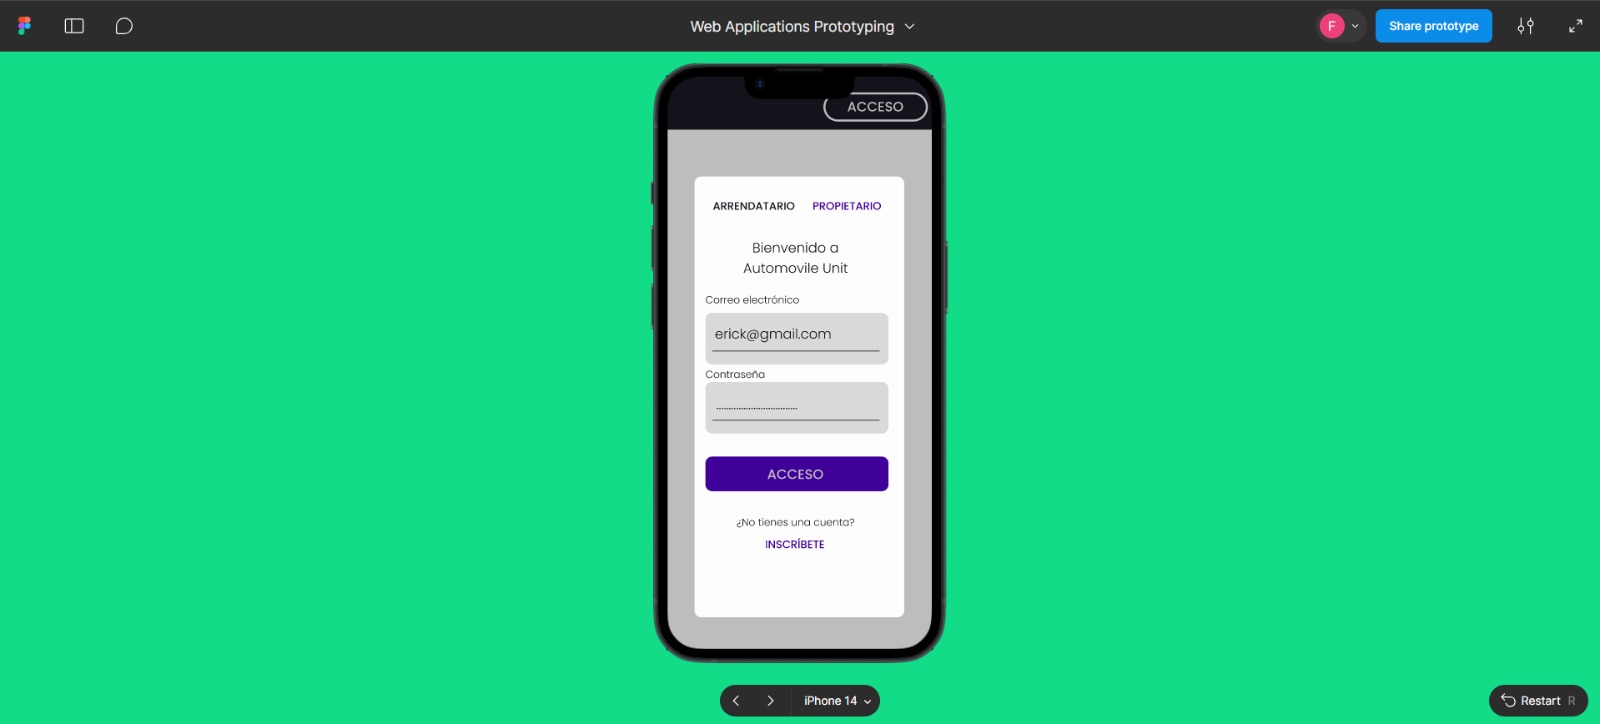 Web Applications Prototyping
F
Share prototype
ACCESO
ARRENDATARIO PROPIETARIO
Bienvenido a
Automovile Unit
Correo electrónico
erick@gmail.com
Contraseña
ACCESO
¿No tienes una cuenta?
INSCRÍBETE
iPhone 14
Restart R